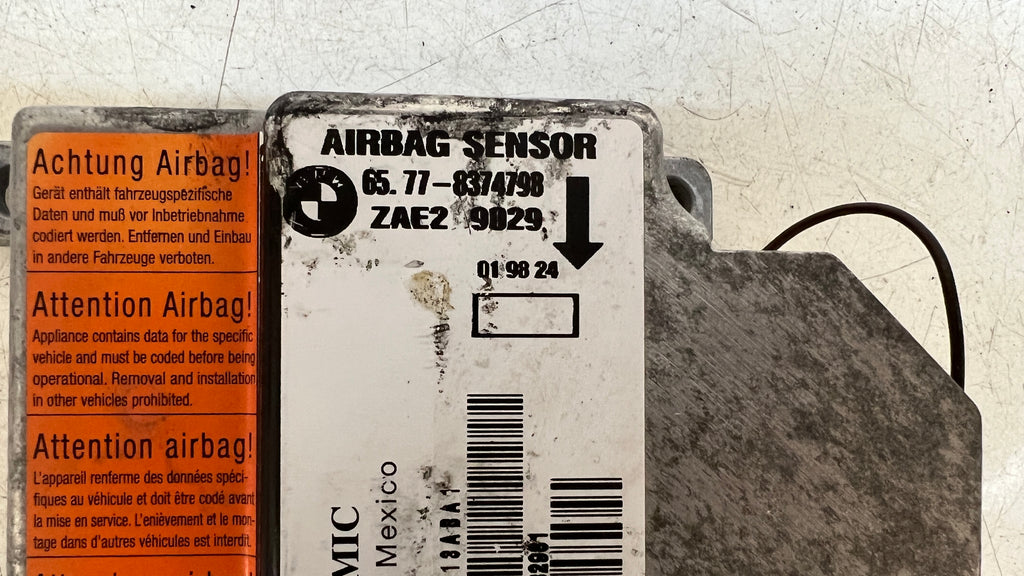 Achtung Airbag!
Gerät enthält fahrzeugspezifische
Daten und muß vor Inbetriebnahme
codiert werden. Entfernen und Einbau
in andere Fahrzeuge verboten.
Attention Airbag!
Appliance contains data for the specific
vehicle and must be coded before being
operational. Removal and installation
in other vehicles prohibited.
Attention airbag!
L'appareil renferme des données spéci-
fiques au véhicule et doit être codé avant
la mise en service. L'enièvement et le mon-
tage dans d'autres véhicules est interdit.
AIRBAG SENSOR
BMW
65.77-8374798
ZAE2 9029
01 98 24
MIC
Mexico